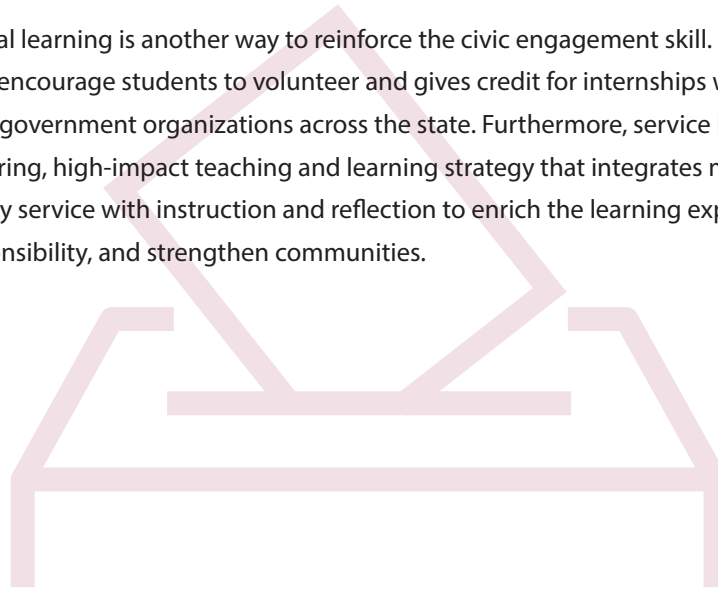 al learning is another way to reinforce the civic engagement skill.
encourage students to volunteer and gives credit for internships
government organizations across the state. Furthermore, service
ring, high-impact teaching and learning strategy that integrates
y service with instruction and reflection to enrich the learning
onsibility, and strengthen communities.